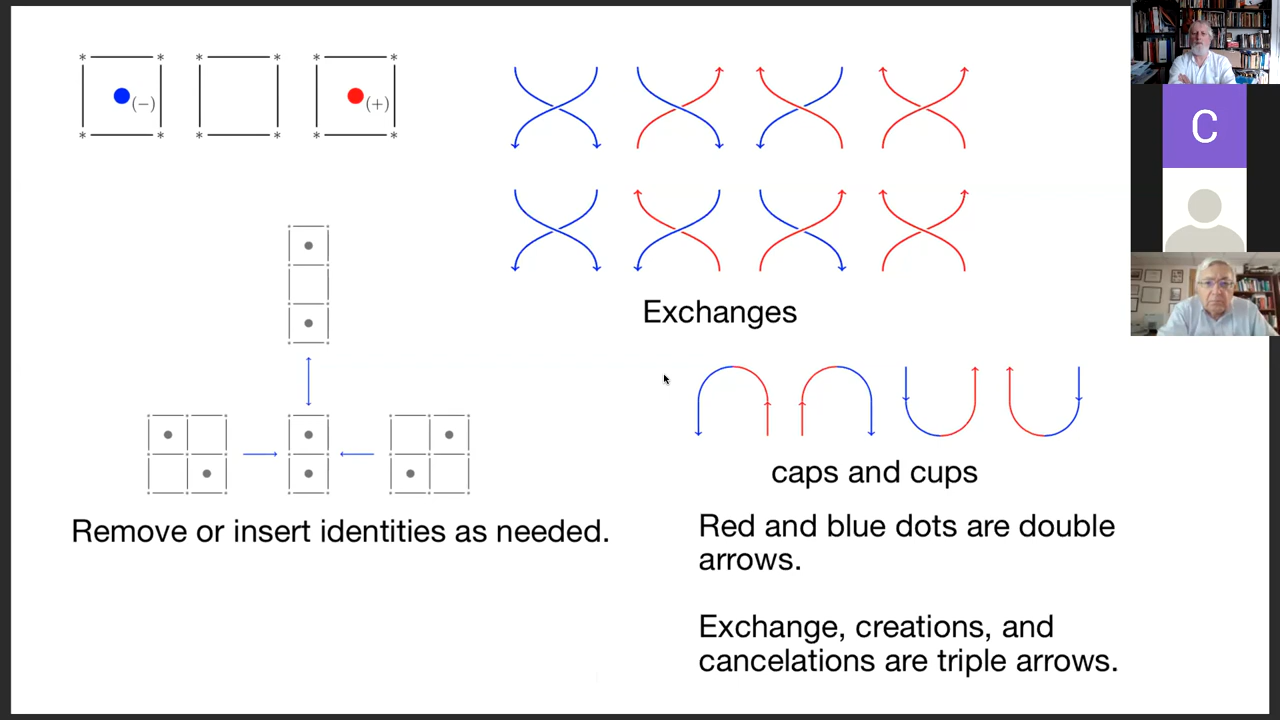 (−)
(+)
Exchanges
caps and cups
Remove or insert identities as needed.
Red and blue dots are double
arrows.
Exchange, creations, and
cancelations are triple arrows.
C